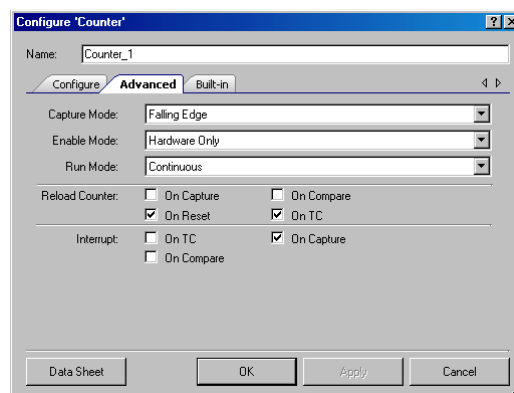 Configure 'Counter'
Name: Counter_1
Configure Advanced Built-in
Capture Mode: Falling Edge
Enable Mode: Hardware Only
Run Mode: Continuous
Reload Counter: On Capture On Compare
On Reset On TC
Interrupt: On TC On Capture
On Compare
Data Sheet OK Apply Cancel